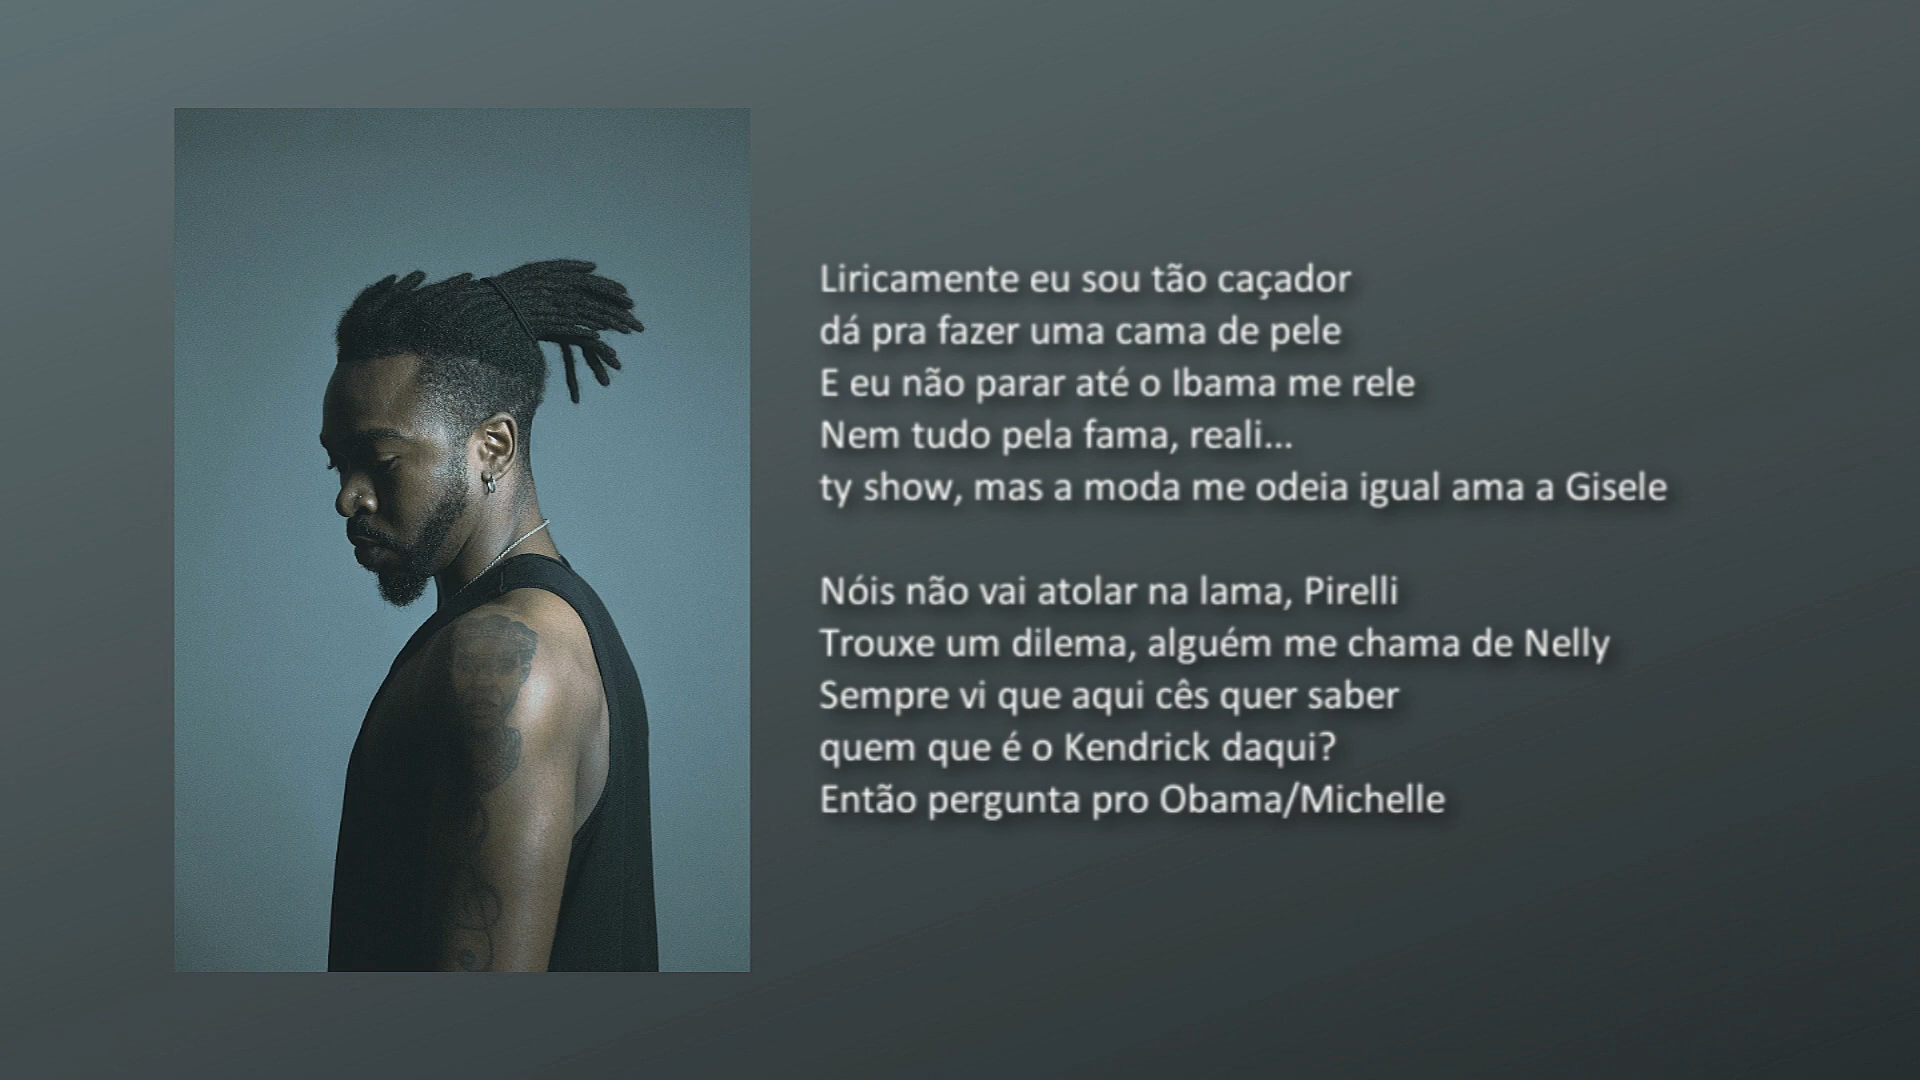 Liricamente eu sou tão caçador
dá pra fazer uma cama de pele
E eu não parar até o Ibama me rele
Nem tudo pela fama, reali...
ty show, mas a moda me odeia igual ama a Gisele
Nóis não vai atolar na lama, Pirelli
Trouxe um dilema, alguém me chama de Nelly
Sempre vi que aqui cês quer saber
quem que é o Kendrick daqui?
Então pergunta pro Obama/Michelle